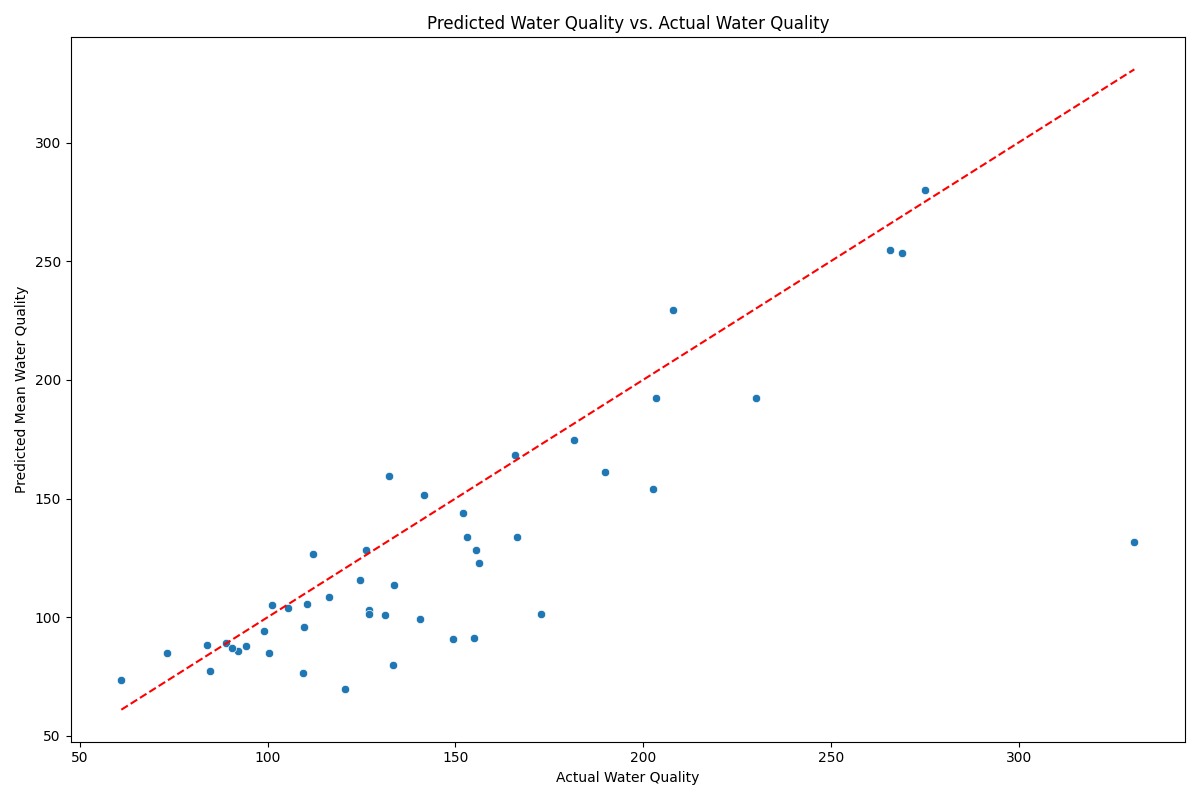 Predicted Water Quality vs. Actual Water Quality
Predicted Mean Water Quality
300
250
200
150
100
50
50 100 150 200 250 300
Actual Water Quality